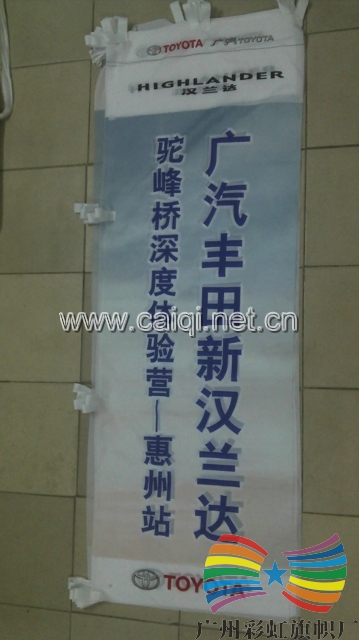 TOYOTA 广汽TOYOTA
HIGHLANDER
汉兰达
广汽丰田新汉兰达
驼峰桥深度体验营—惠州站
www.caiqi.net.cn
TOYOTA
广州彩虹旗帜厂